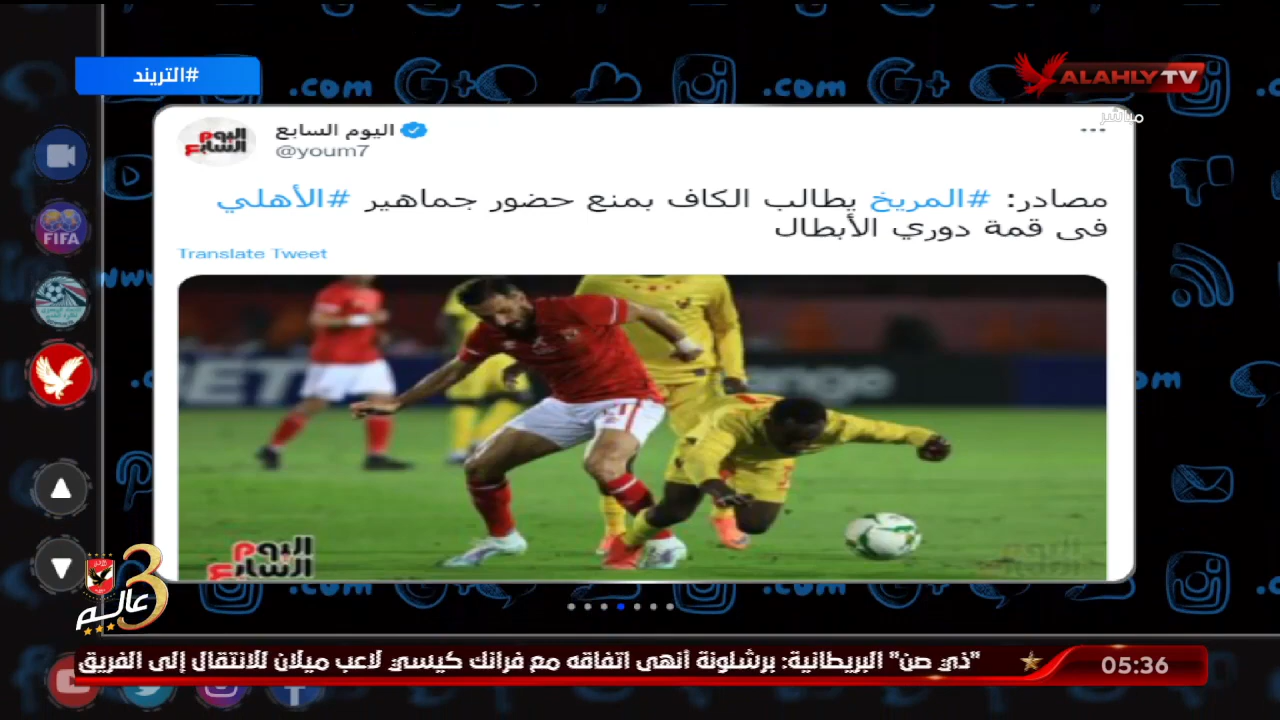 #التريند
ALAHLY TV
مباشر
اليوم السابع
@youm7
مصادر: #المريخ يطالب الكاف بمنع حضور جماهير #الأهلي
فى قمة دوري الأبطال
Translate Tweet
FIFA
اليوم السابع
3 عالم
"ذي صن" البريطانية: برشلونة أنهى اتفاقه مع فرانك كيسي لاعب ميلان للانتقال إلى الفريق
05:36